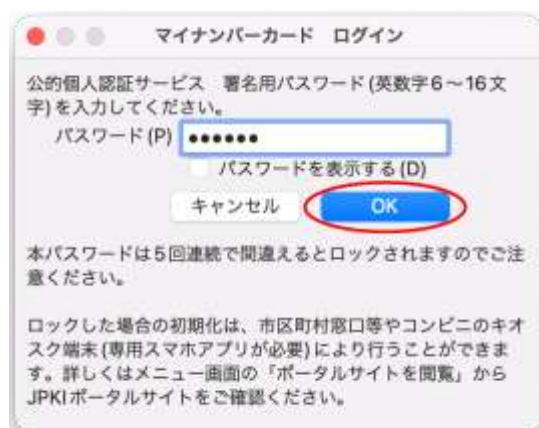 マイナンバーカード　ログイン
公的個人認証サービス　署名用パスワード(英数字6～16文
字)を入力してください。
パスワード(P) ●●●●●●
パスワードを表示する(D)
キャンセル OK
本パスワードは5回連続で間違えるとロックされますのでご注
意ください。
ロックした場合の初期化は、市区町村窓口等やコンビニのキオ
スク端末(専用スマホアプリが必要)により行うことができま
す。詳しくはメニュー画面の「ポータルサイトを閲覧」から
JPKIポータルサイトをご確認ください。